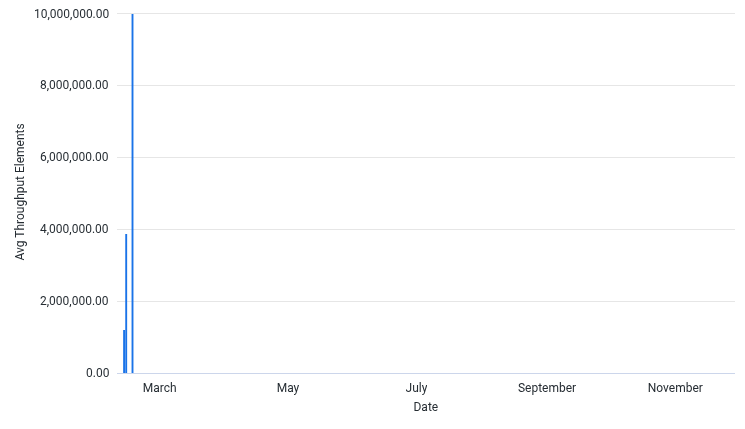 10,000,000.00
8,000,000.00
6,000,000.00
4,000,000.00
2,000,000.00
0.00
Avg Throughput Elements
March May July September November
Date